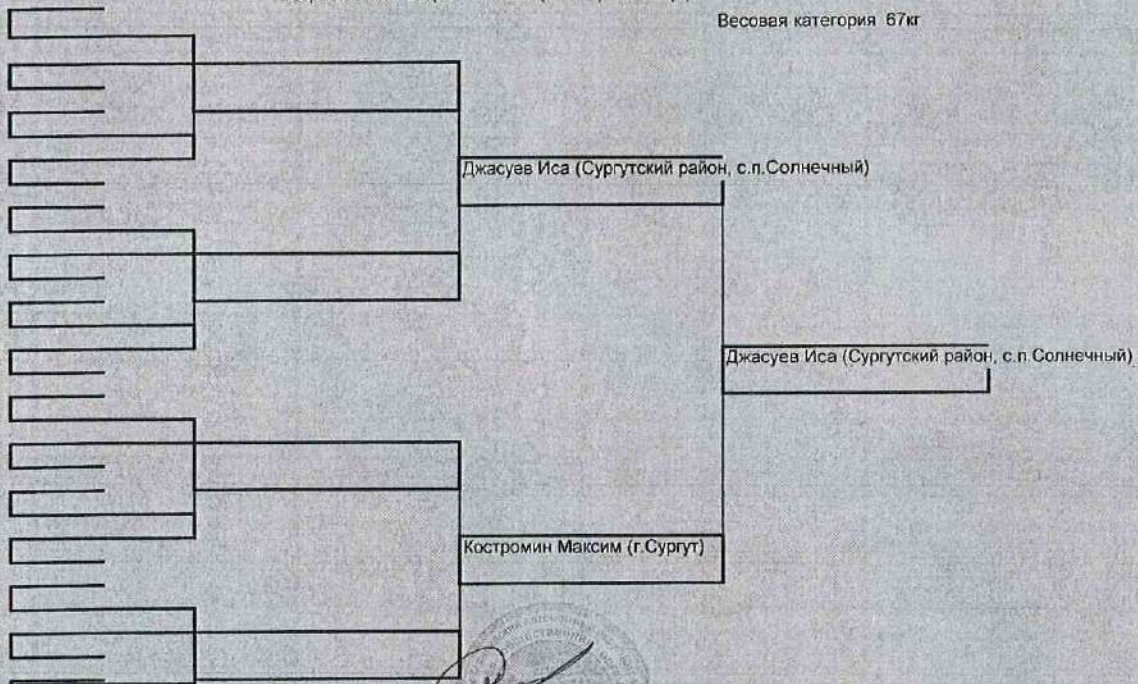 Весовая категория 67кг
Джасуев Иса (Сургутский район, с.п.Солнечный)
Джасуев Иса (Сургутский район, с.п.Солнечный)
Костромин Максим (г.Сургут)